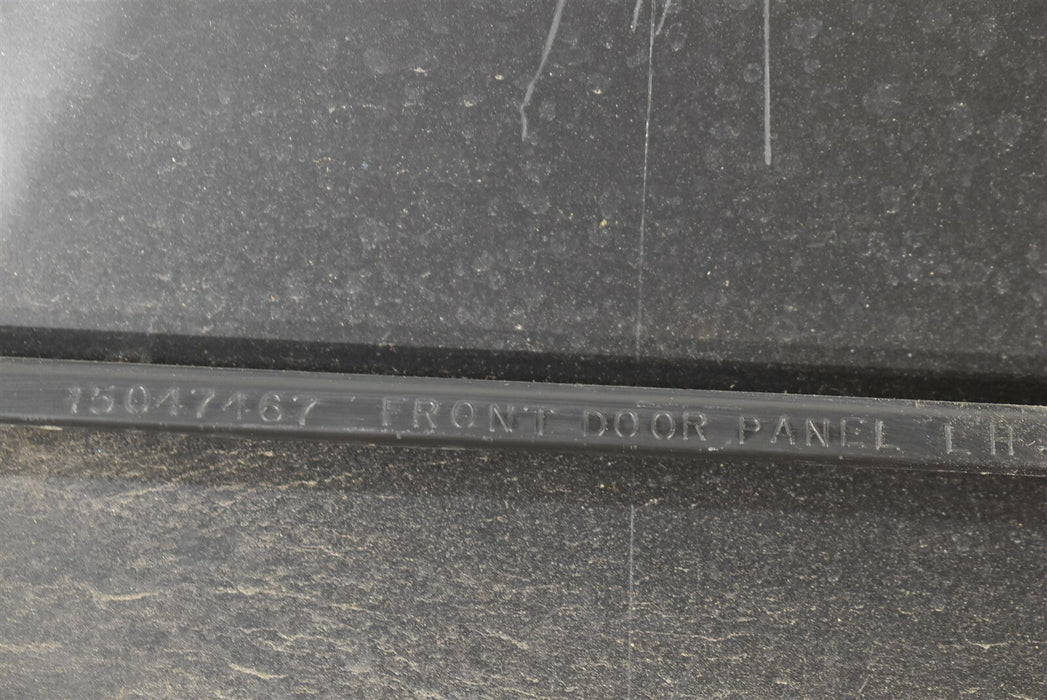 15047467 FRONT DOOR PANEL LH